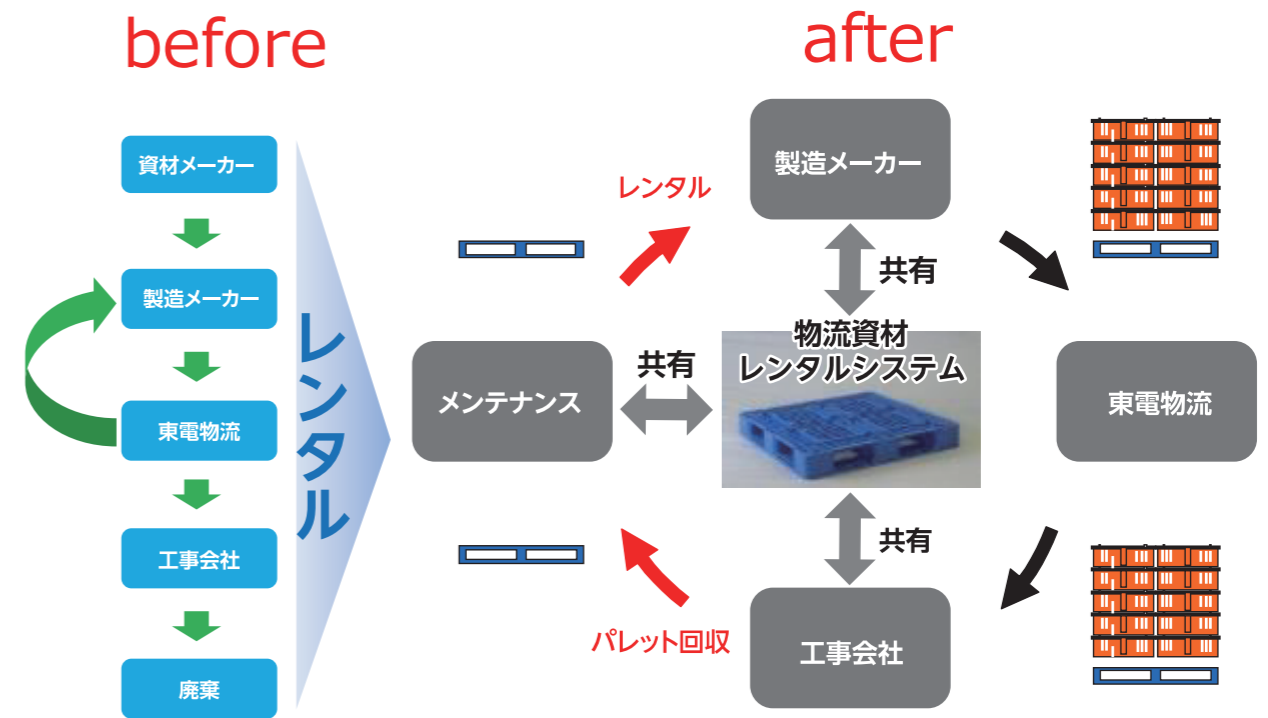 before
資材メーカー
製造メーカー
東電物流
工事会社
廃棄
レンタル
after
製造メーカー
レンタル
共有
物流資材
レンタルシステム
共有
メンテナンス
東電物流
共有
パレット回収
工事会社